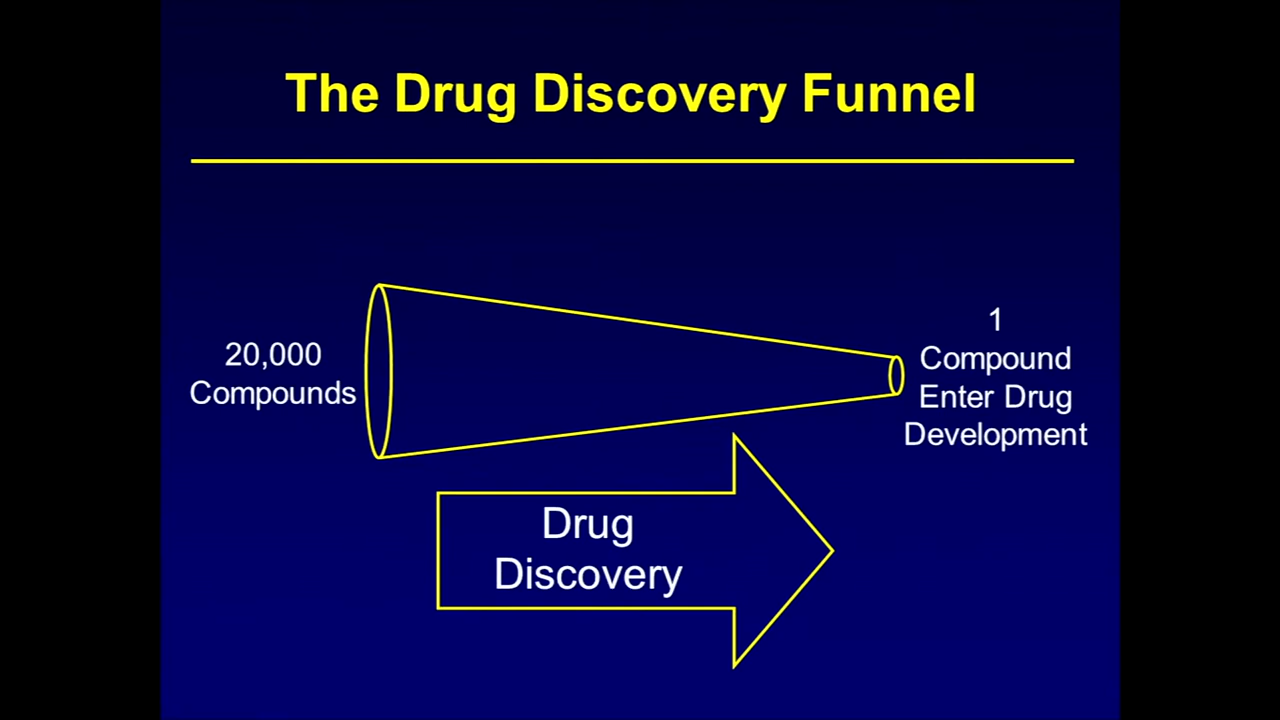 The Drug Discovery Funnel
20,000
Compounds
1
Compound
Enter Drug
Development
Drug
Discovery